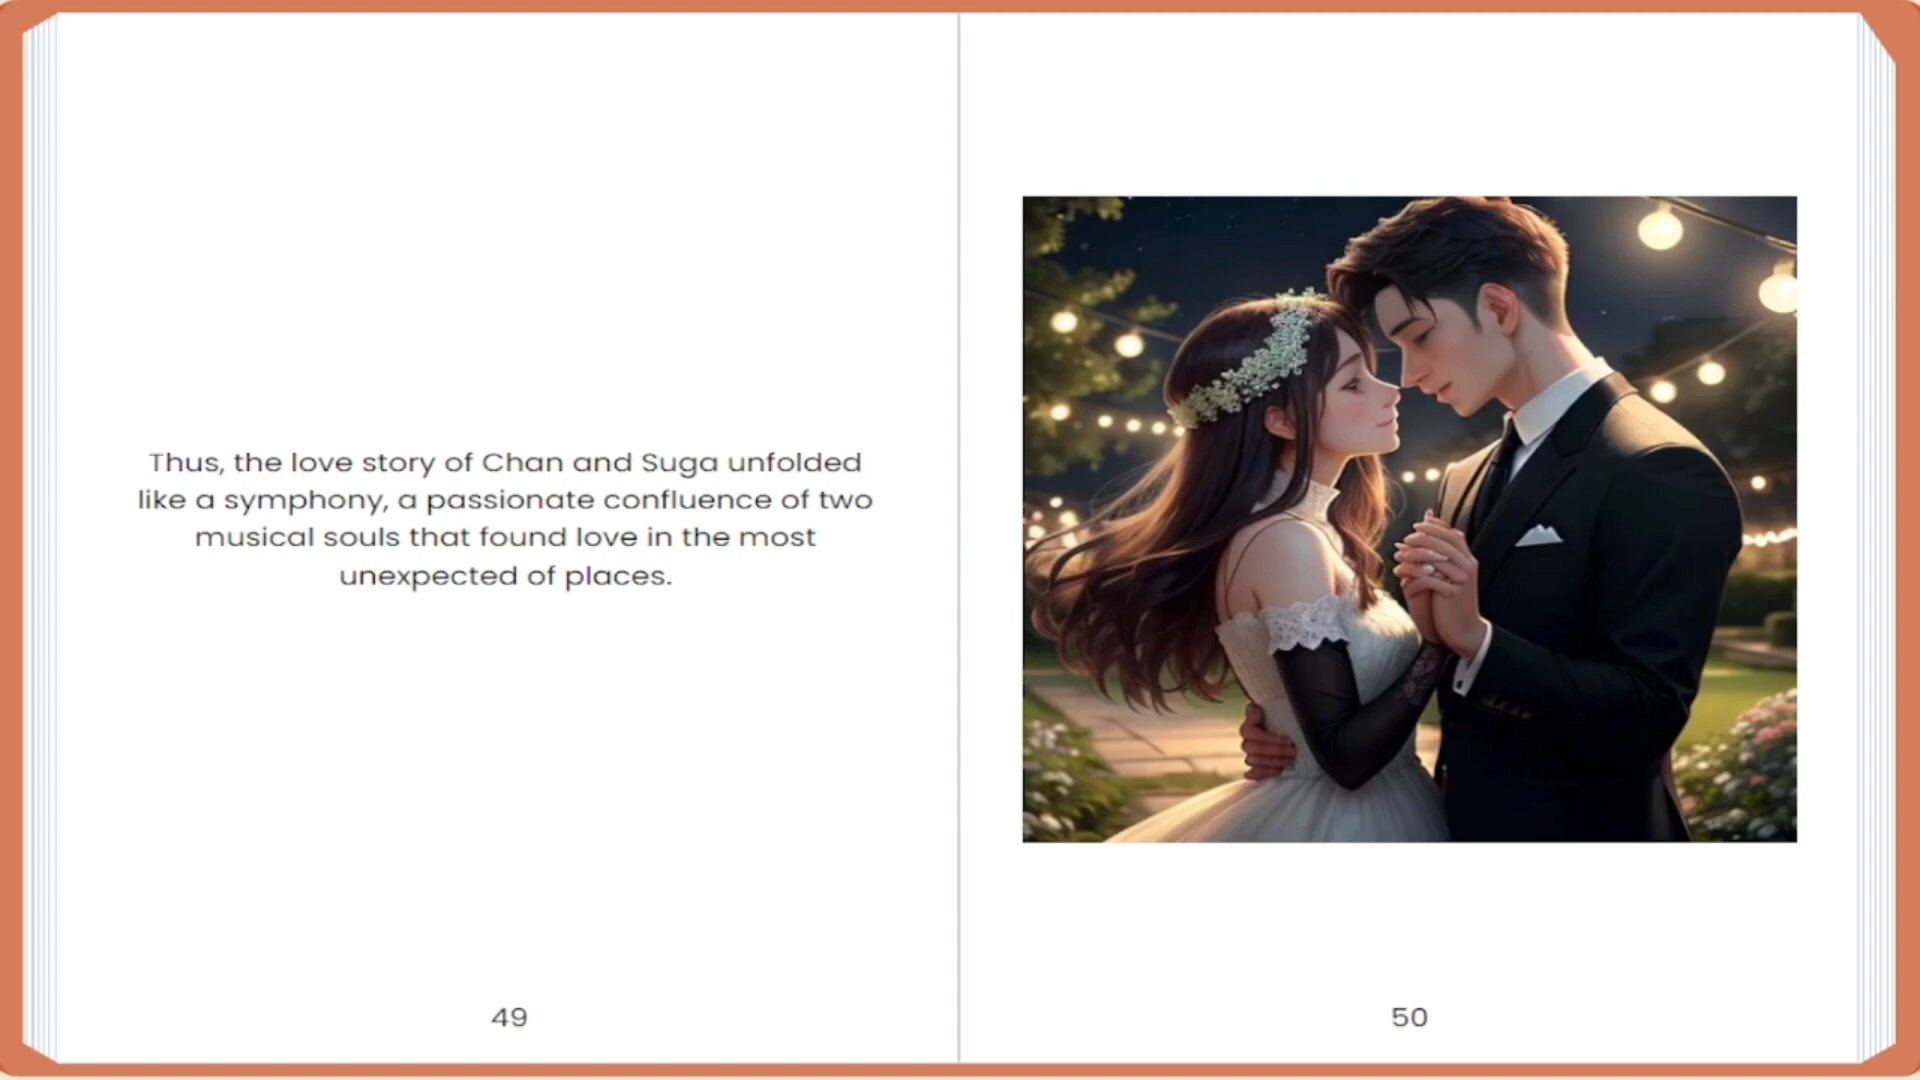 Thus, the love story of Chan and Suga unfolded
like a symphony, a passionate confluence of two
musical souls that found love in the most
unexpected of places.
49
50